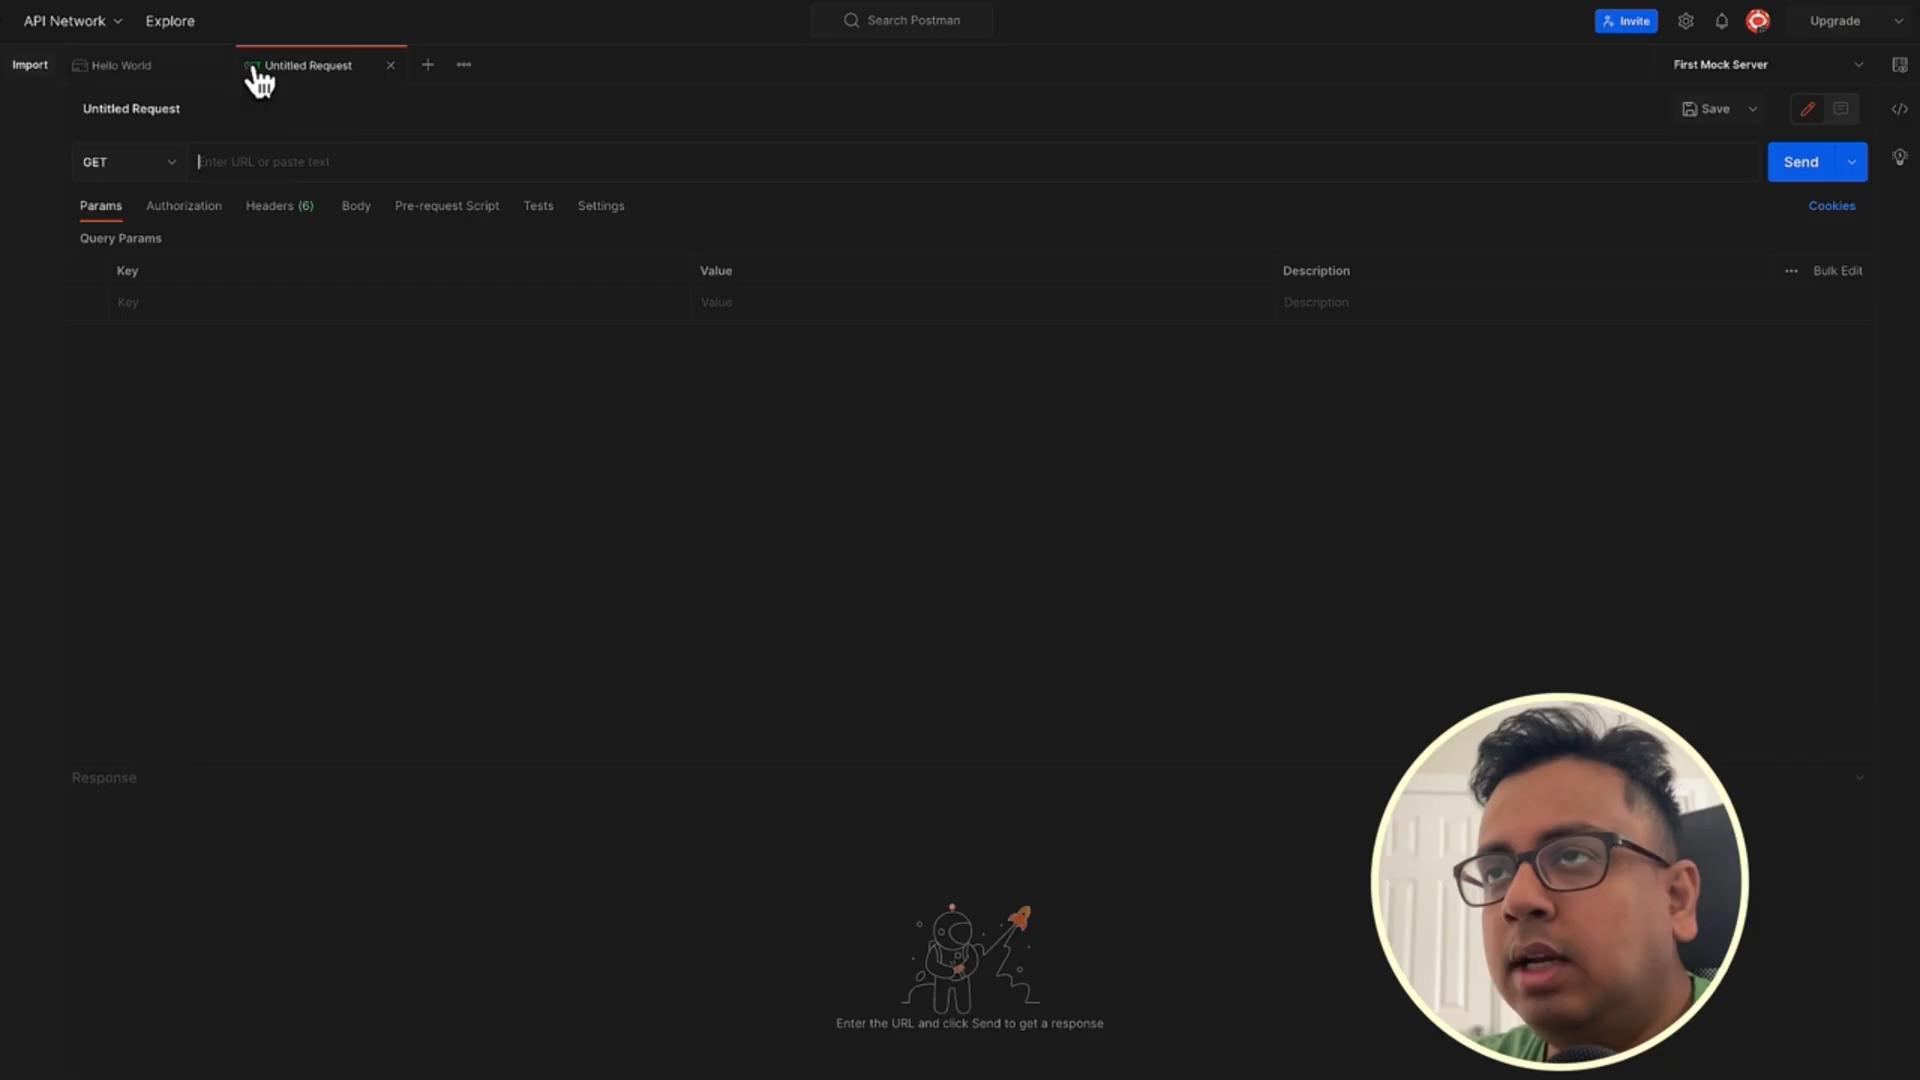 API Network Explore Search Postman Invite Upgrade
Import Hello World Untitled Request First Mock Server
Untitled Request Save
GET Enter URL or paste text Send
Params Authorization Headers (6) Body Pre-request Script Tests Settings Cookies
Query Params
Key Value Description Bulk Edit
Key Value Description
Response
Enter the URL and click Send to get a response